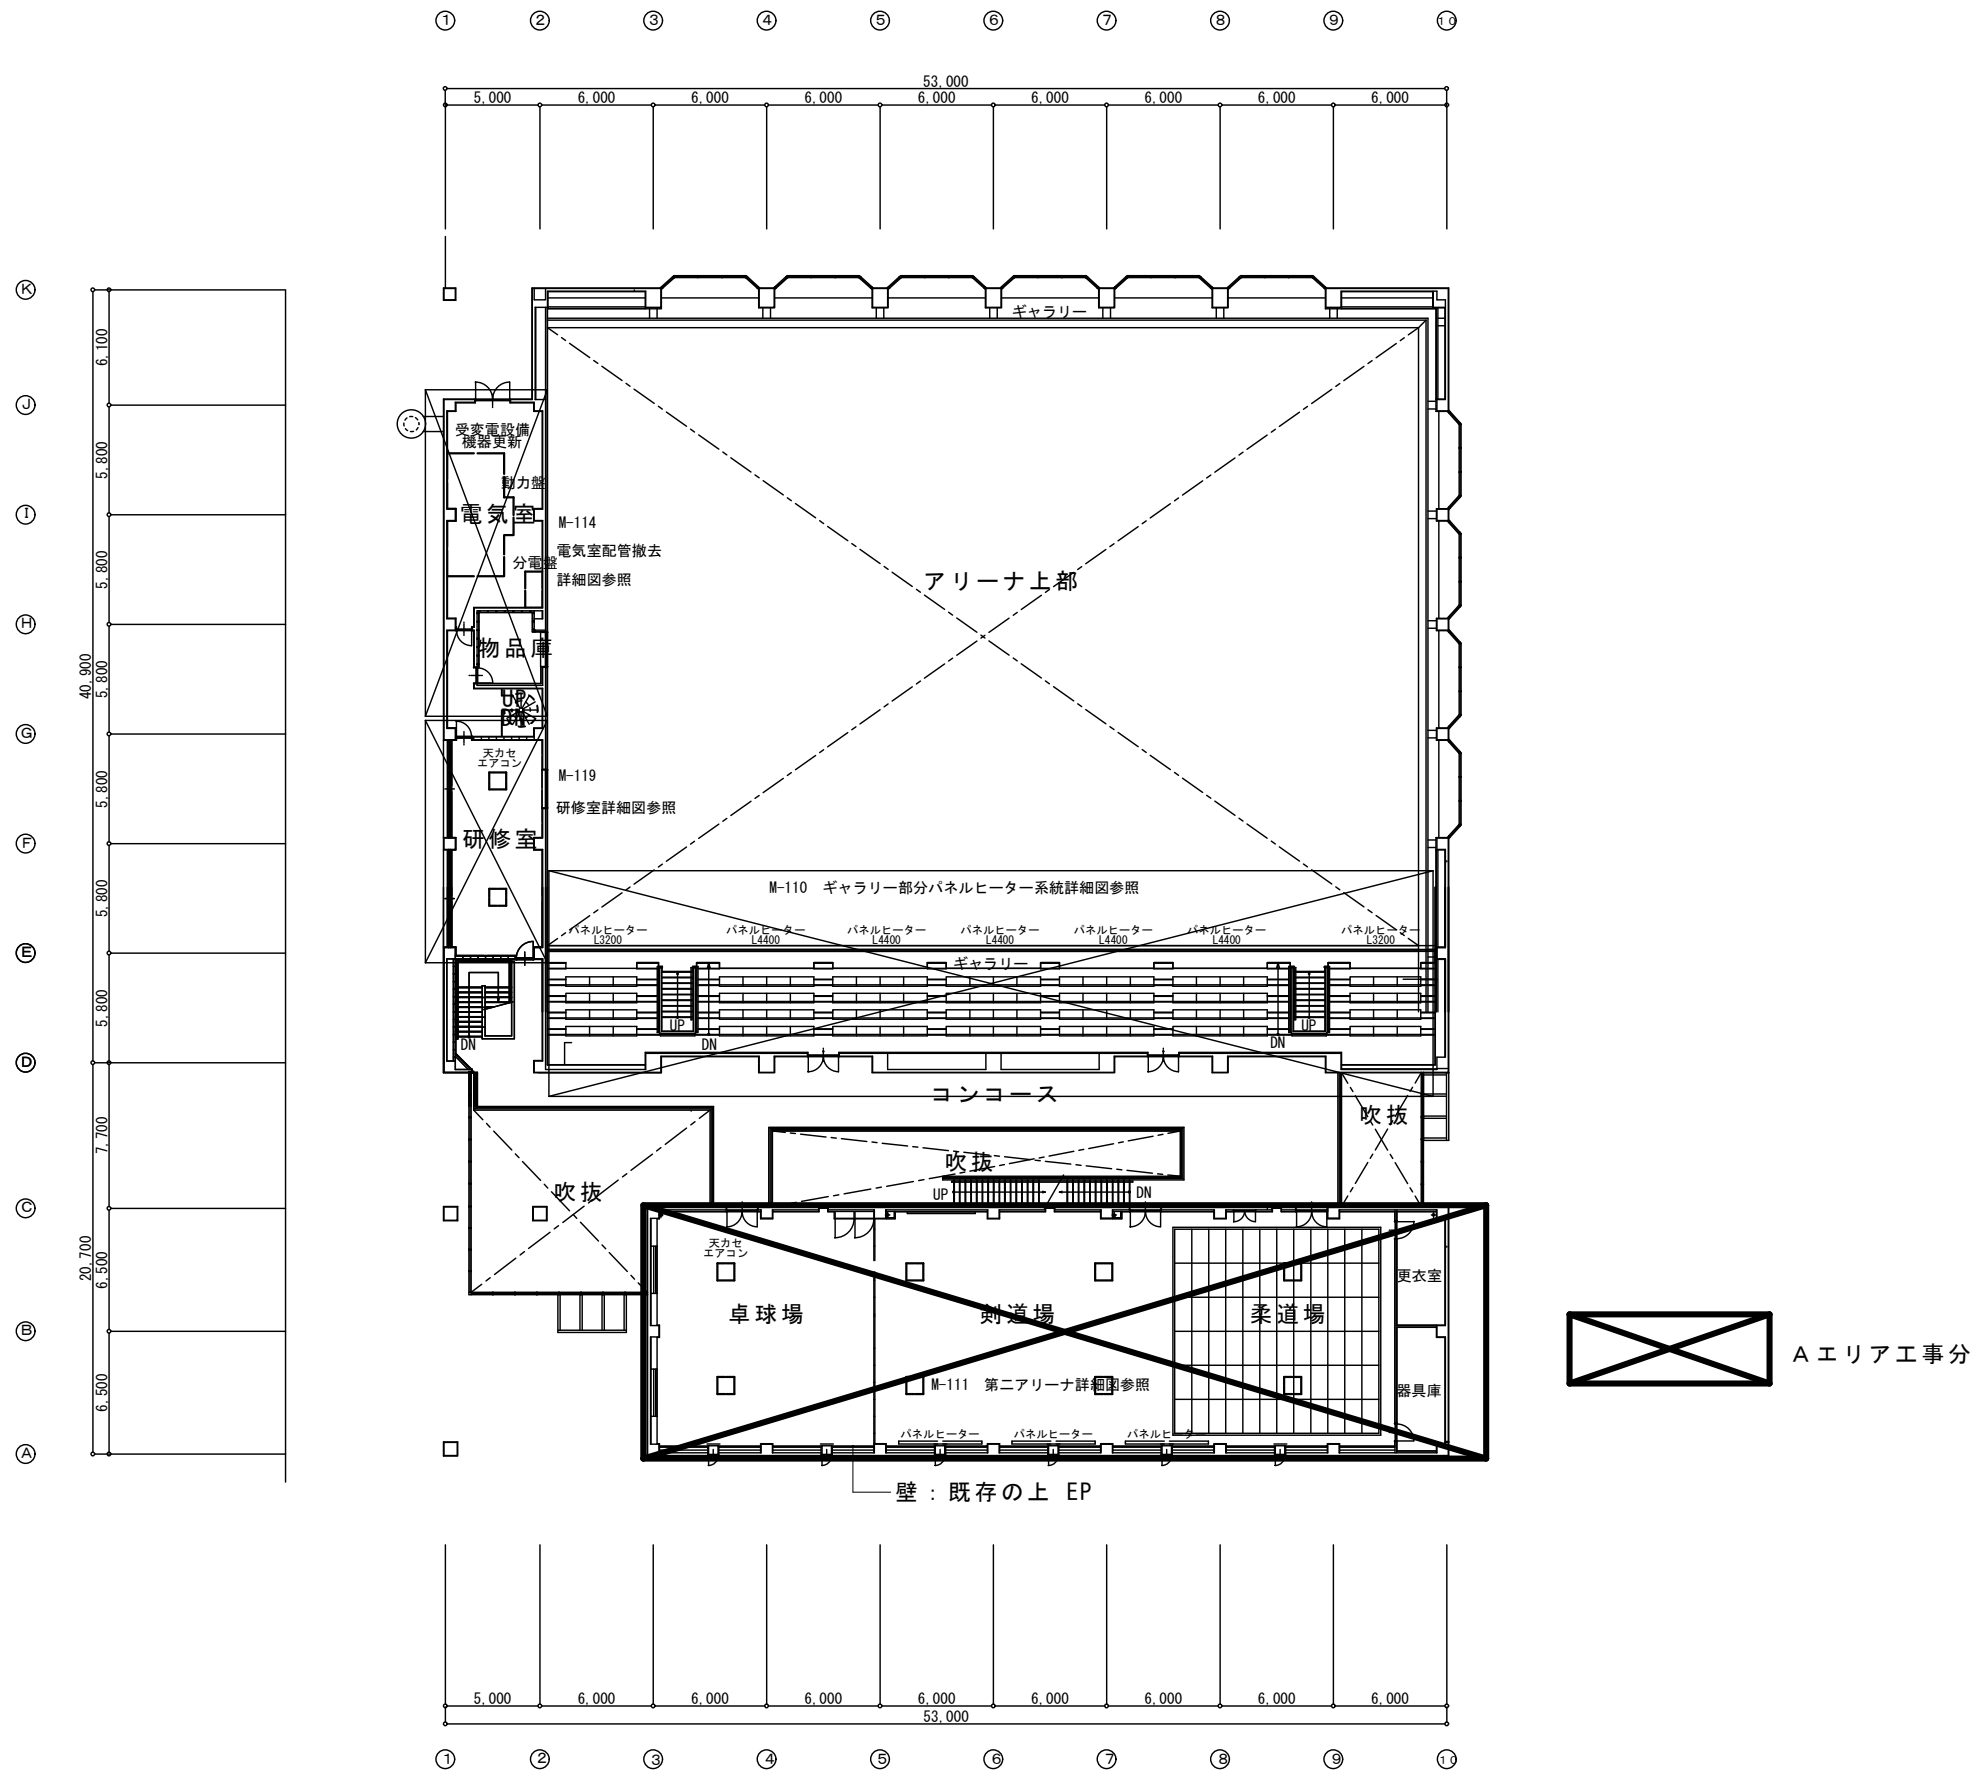 ① ② ③ ④ ⑤ ⑥ ⑦ ⑧ ⑨ ⑩
53,000
5,000 6,000 6,000 6,000 6,000 6,000 6,000 6,000 6,000
Ⓚ
ギャラリー
6,100
Ⓙ
受変電設備
機器更新
5,800
動力盤
Ⓘ
電気室
M-114
電気室配管撤去
分電盤
詳細図参照
5,800
アリーナ上部
Ⓗ
物品庫
40,900
5,800
UP
DN
Ⓖ
天カセ
エアコン
M-119
5,800
研修室詳細図参照
Ⓕ
研修室
M-110 ギャラリー部分パネルヒーター系統詳細図参照
5,800
パネルヒーター パネルヒーター パネルヒーター パネルヒーター パネルヒーター パネルヒーター パネルヒーター
L3200 L4400 L4400 L4400 L4400 L4400 L3200
Ⓔ
ギャラリー
5,800
UP UP
DN DN DN
Ⓓ
コンコース
吹抜
7,700
吹抜
吹抜
UP DN
Ⓒ
天カセ
エアコン
20,700
6,500
更衣室
卓球場 剣道場 柔道場
Ⓑ
Aエリア工事分
M-111 第二アリーナ詳細図参照
器具庫
6,500
パネルヒーター パネルヒーター パネルヒーター
Ⓐ
壁:既存の上 EP
5,000 6,000 6,000 6,000 6,000 6,000 6,000 6,000 6,000
53,000
① ② ③ ④ ⑤ ⑥ ⑦ ⑧ ⑨ ⑩